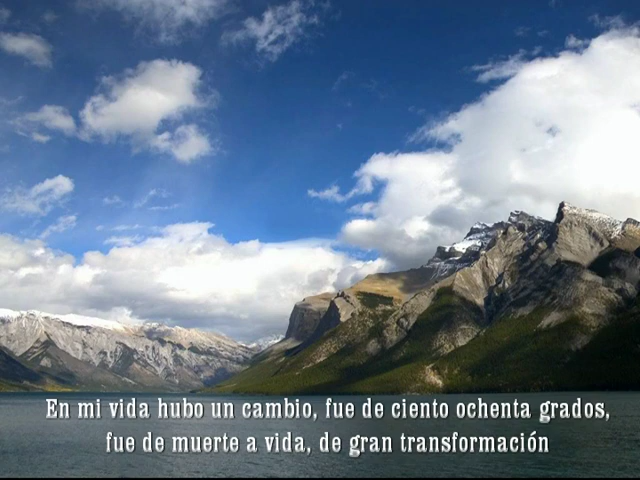 En mi vida hubo un cambio, fue de ciento ochenta grados,
fue de muerte a vida, de gran transformación